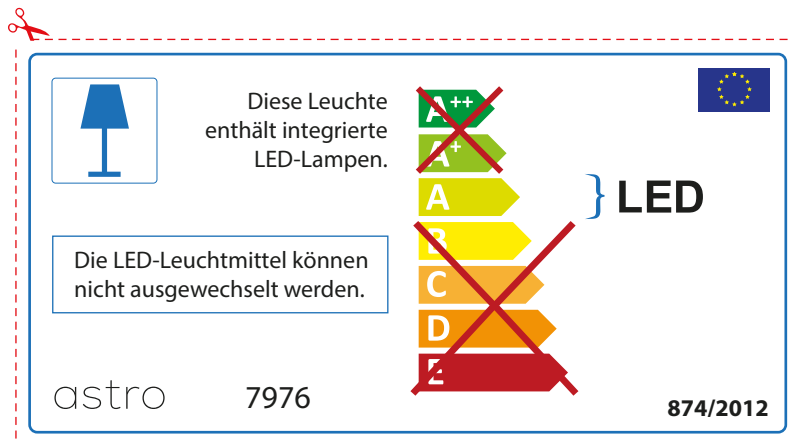 Diese Leuchte
enthält integrierte
LED-Lampen.
A++
A+
A
B
C
D
E
LED
Die LED-Leuchtmittel können
nicht ausgewechselt werden.
astro
7976
874/2012